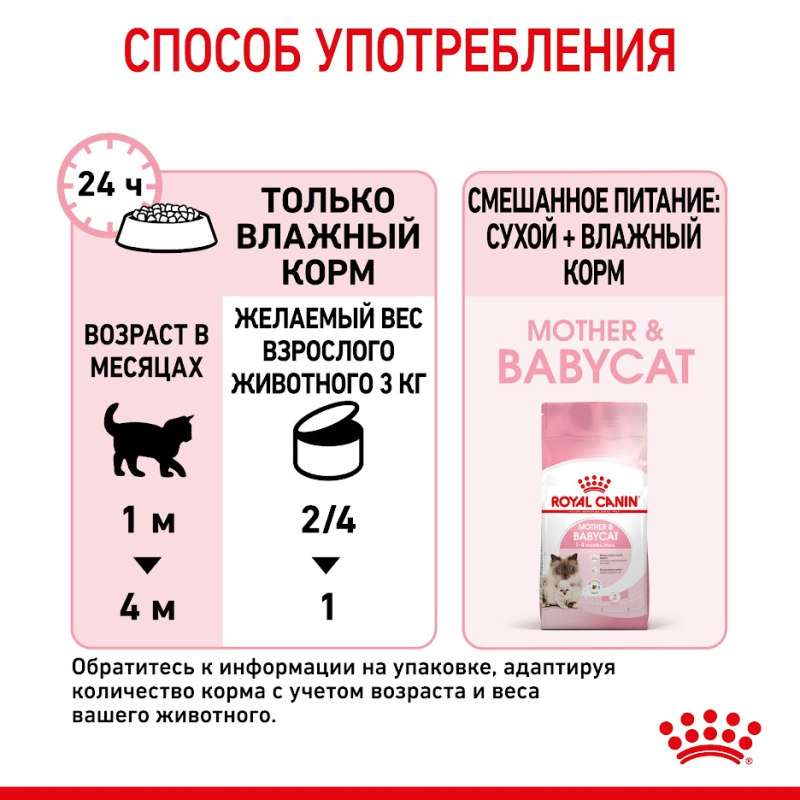 СПОСОБ УПОТРЕБЛЕНИЯ
24 ч
ТОЛЬКО
ВЛАЖНЫЙ
КОРМ
ВОЗРАСТ В
МЕСЯЦАХ
ЖЕЛАЕМЫЙ ВЕС
ВЗРОСЛОГО
ЖИВОТНОГО 3 КГ
1 м
2/4
4 м
1
СМЕШАННОЕ ПИТАНИЕ:
СУХОЙ + ВЛАЖНЫЙ
КОРМ
MOTHER &
BABYCAT
ROYAL CANIN
MOTHER &
BABYCAT
Обратитесь к информации на упаковке, адаптируя
количество корма с учетом возраста и веса
вашего животного.